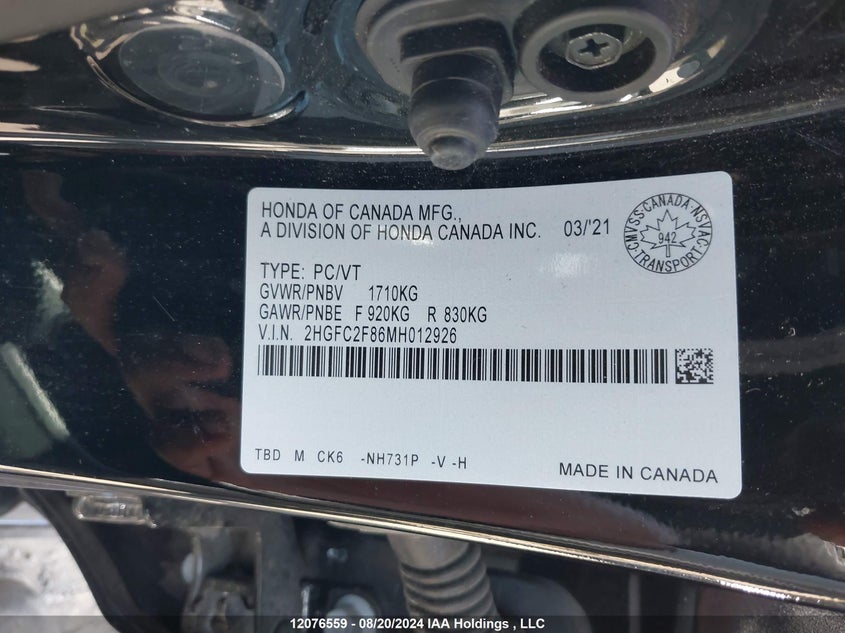 HONDA OF CANADA MFG.,
A DIVISION OF HONDA CANADA INC. 03/'21
CMVSS·CANADA·NSVAC
942
TRANSPORT
TYPE: PC/VT
GVWR/PNBV 1710KG
GAWR/PNBE F 920KG R 830KG
V.I.N. 2HGFC2F86MH012926
TBD M CK6 -NH731P -V -H
MADE IN CANADA
12076559 - 08/20/2024 IAA Holdings , LLC